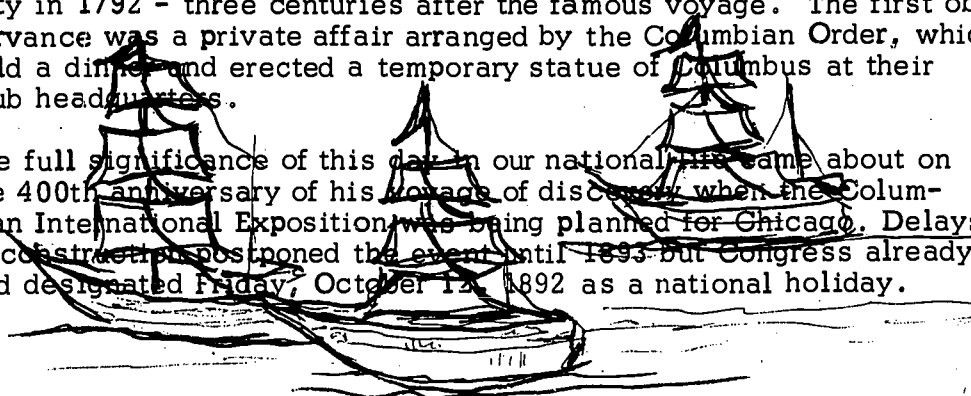 ty in 1792 - three centuries after the famous voyage. The first ob
rvance was a private affair arranged by the Columbian Order, whic
ld a dinner and erected a temporary statue of Columbus at their
ub headquarters.
e full significance of this day in our national life came about on
e 400th anniversary of his voyage of discovery when the Colum-
an International Exposition was being planned for Chicago. Delays
construction postponed the event until 1893 but Congress already
d designated Friday, October 12, 1892 as a national holiday.